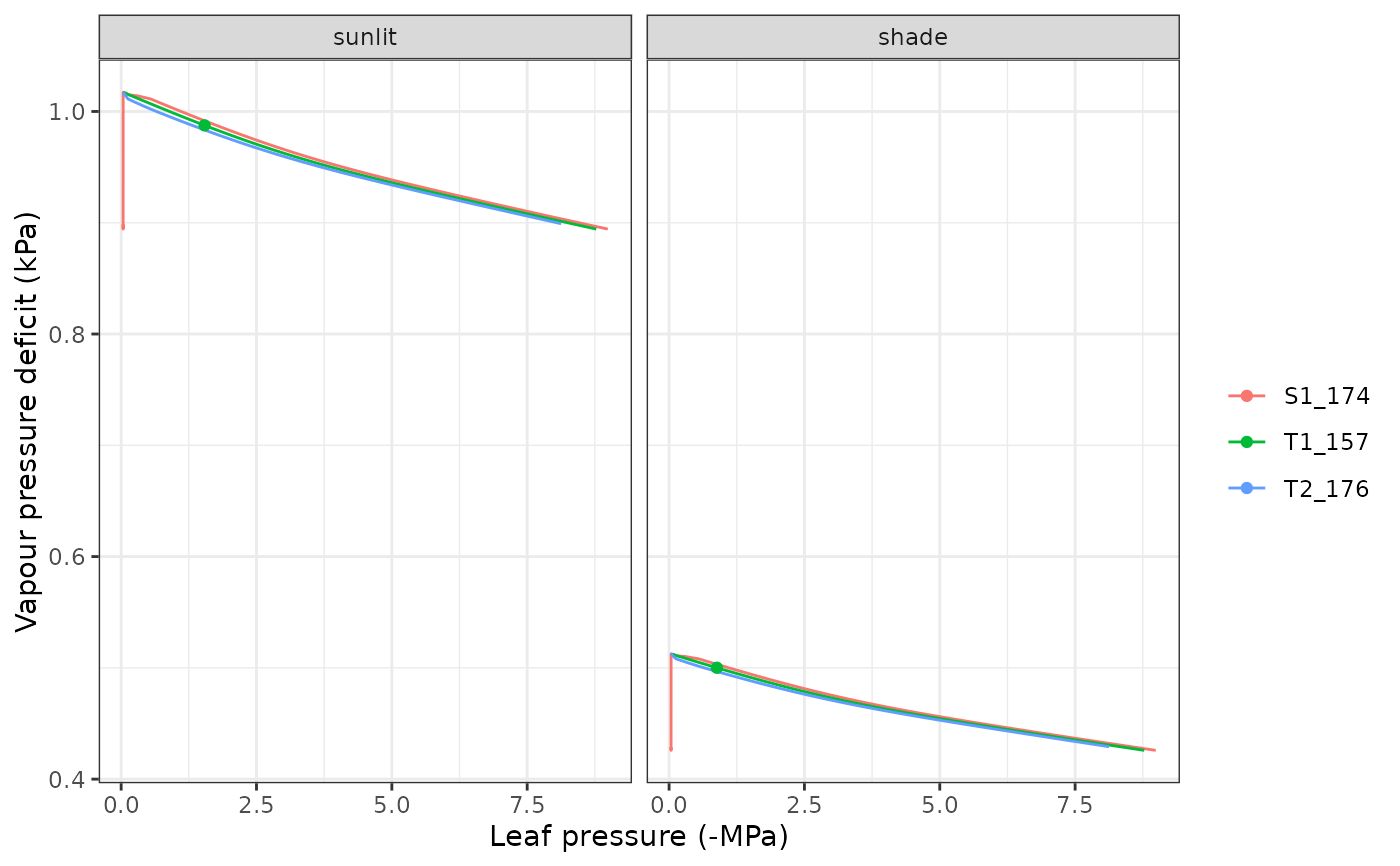 sunlit
shade
Vapour pressure deficit (kPa)
1.0
0.8
0.6
0.4
0.0
2.5
5.0
7.5
0.0
2.5
5.0
7.5
Leaf pressure (-MPa)
S1_174
T1_157
T2_176